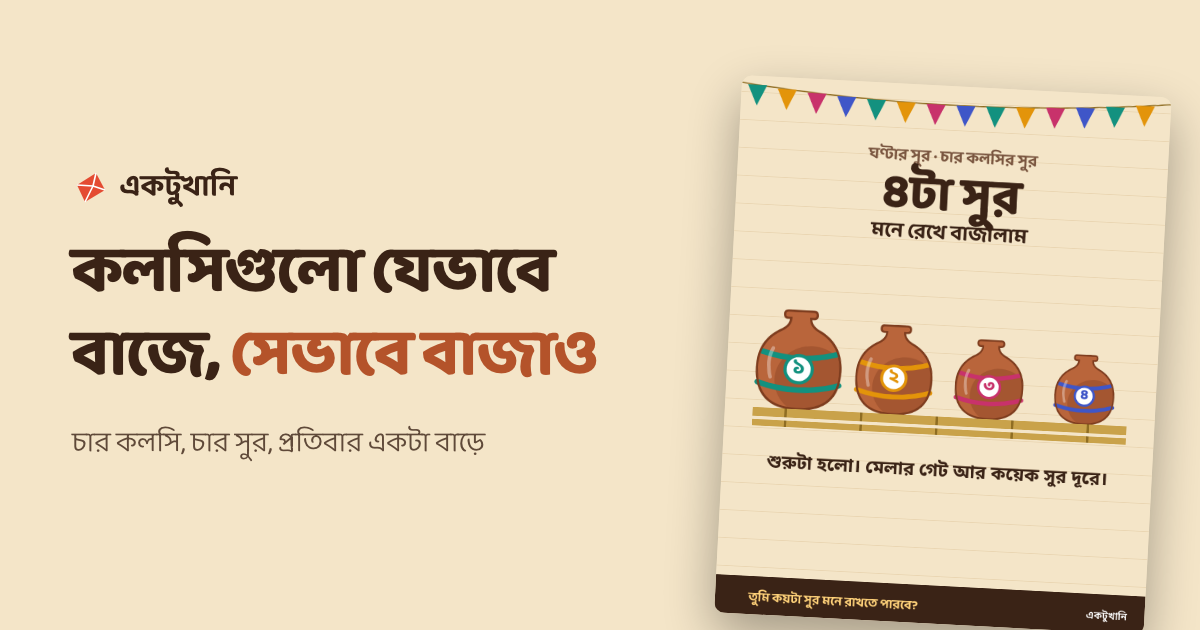 একটুখানি
কলসিগুলো যেভাবে
বাজে, সেভাবে বাজাও
চার কলসি, চার সুর, প্রতিবার একটা বাড়ে
ঘণ্টার সুর · চার কলসির সুর
৪টা সুর
মনে রেখে বাজালাম
১ ২ ৩ ৪
শুরুটা হলো। মেলার গেট আর কয়েক সুর দূরে।
তুমি কয়টা সুর মনে রাখতে পারবে?
একটুখানি